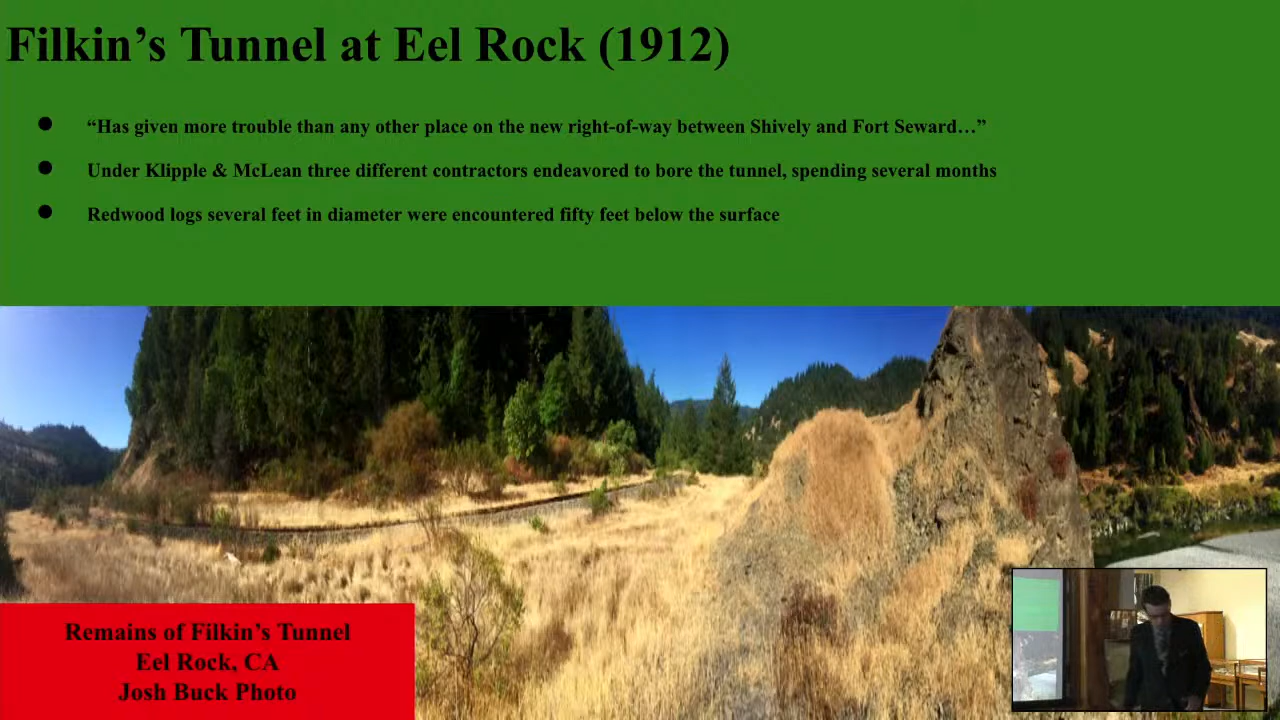 Filkin’s Tunnel at Eel Rock (1912)
● “Has given more trouble than any other place on the new right-of-way between Shively and Fort Seward…”
● Under Klipple & McLean three different contractors endeavored to bore the tunnel, spending several months
● Redwood logs several feet in diameter were encountered fifty feet below the surface
Remains of Filkin’s Tunnel
Eel Rock, CA
Josh Buck Photo